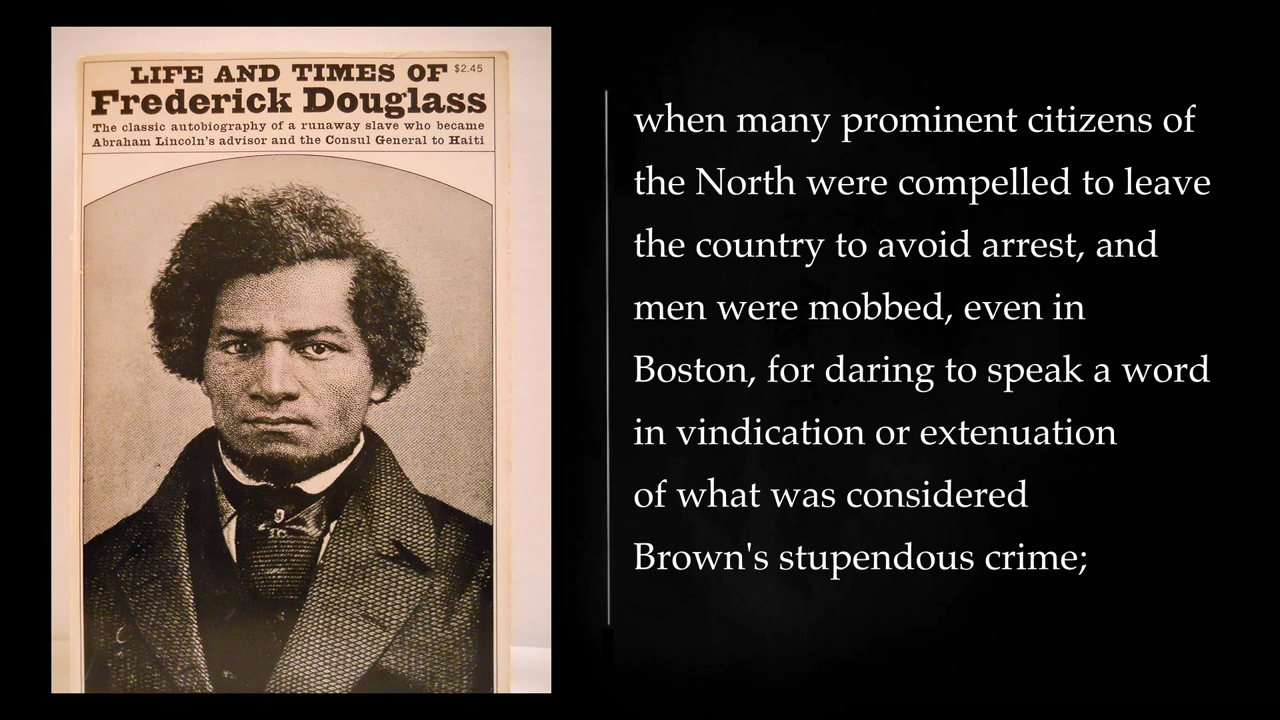 LIFE AND TIMES OF $2.45
Frederick Douglass
The classic autobiography of a runaway slave who became
Abraham Lincoln's advisor and the Consul General to Haiti
when many prominent citizens of
the North were compelled to leave
the country to avoid arrest, and
men were mobbed, even in
Boston, for daring to speak a word
in vindication or extenuation
of what was considered
Brown's stupendous crime;